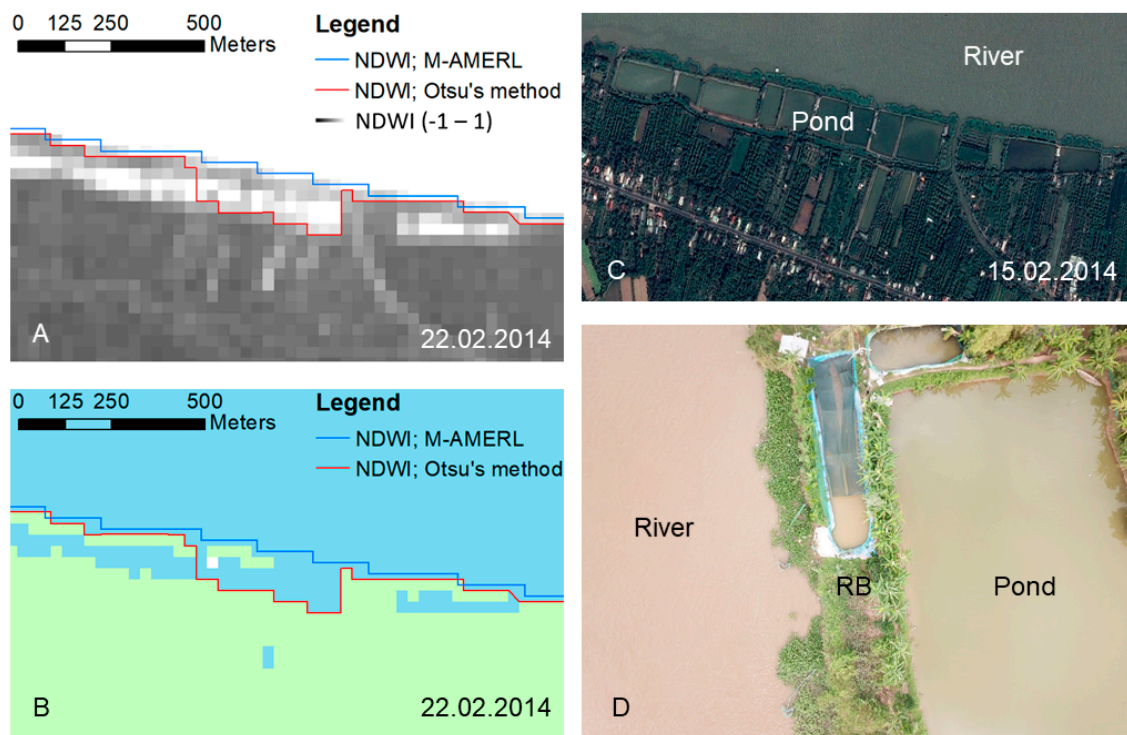 0 125 250 500
Meters
Legend
NDWI; M-AMERL
NDWI; Otsu's method
NDWI (-1 – 1)
A
22.02.2014
River
Pond
C
15.02.2014
0 125 250 500
Meters
Legend
NDWI; M-AMERL
NDWI; Otsu's method
B
22.02.2014
River
RB
Pond
D